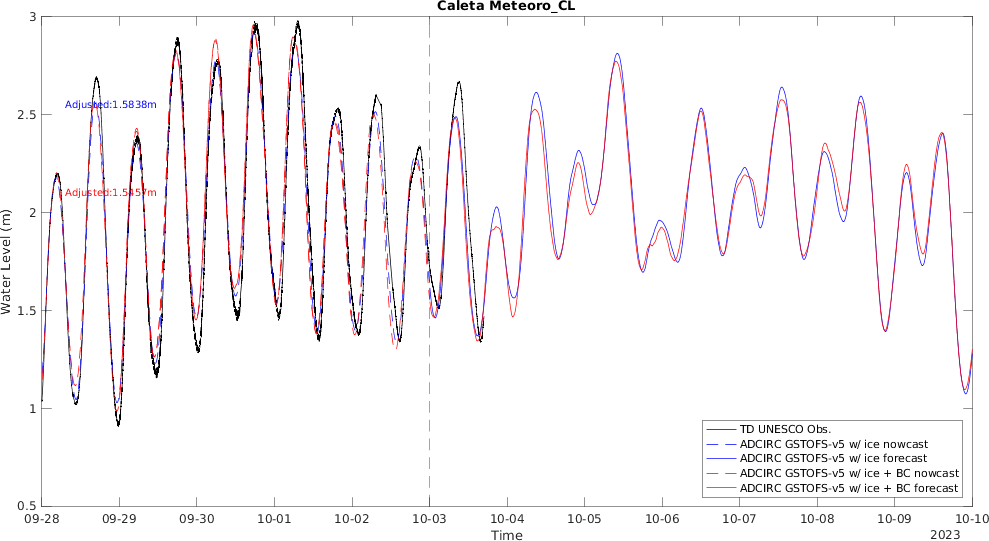 Caleta Meteoro_CL
3
2.5
2
1.5
1
0.5
Water Level (m)
Adjusted:1.5838m
Adjusted:1.5457m
TD UNESCO Obs.
ADCIRC GSTOFS-v5 w/ ice nowcast
ADCIRC GSTOFS-v5 w/ ice forecast
ADCIRC GSTOFS-v5 w/ ice + BC nowcast
ADCIRC GSTOFS-v5 w/ ice + BC forecast
09-28 09-29 09-30 10-01 10-02 10-03 10-04 10-05 10-06 10-07 10-08 10-09 10-10
Time
2023